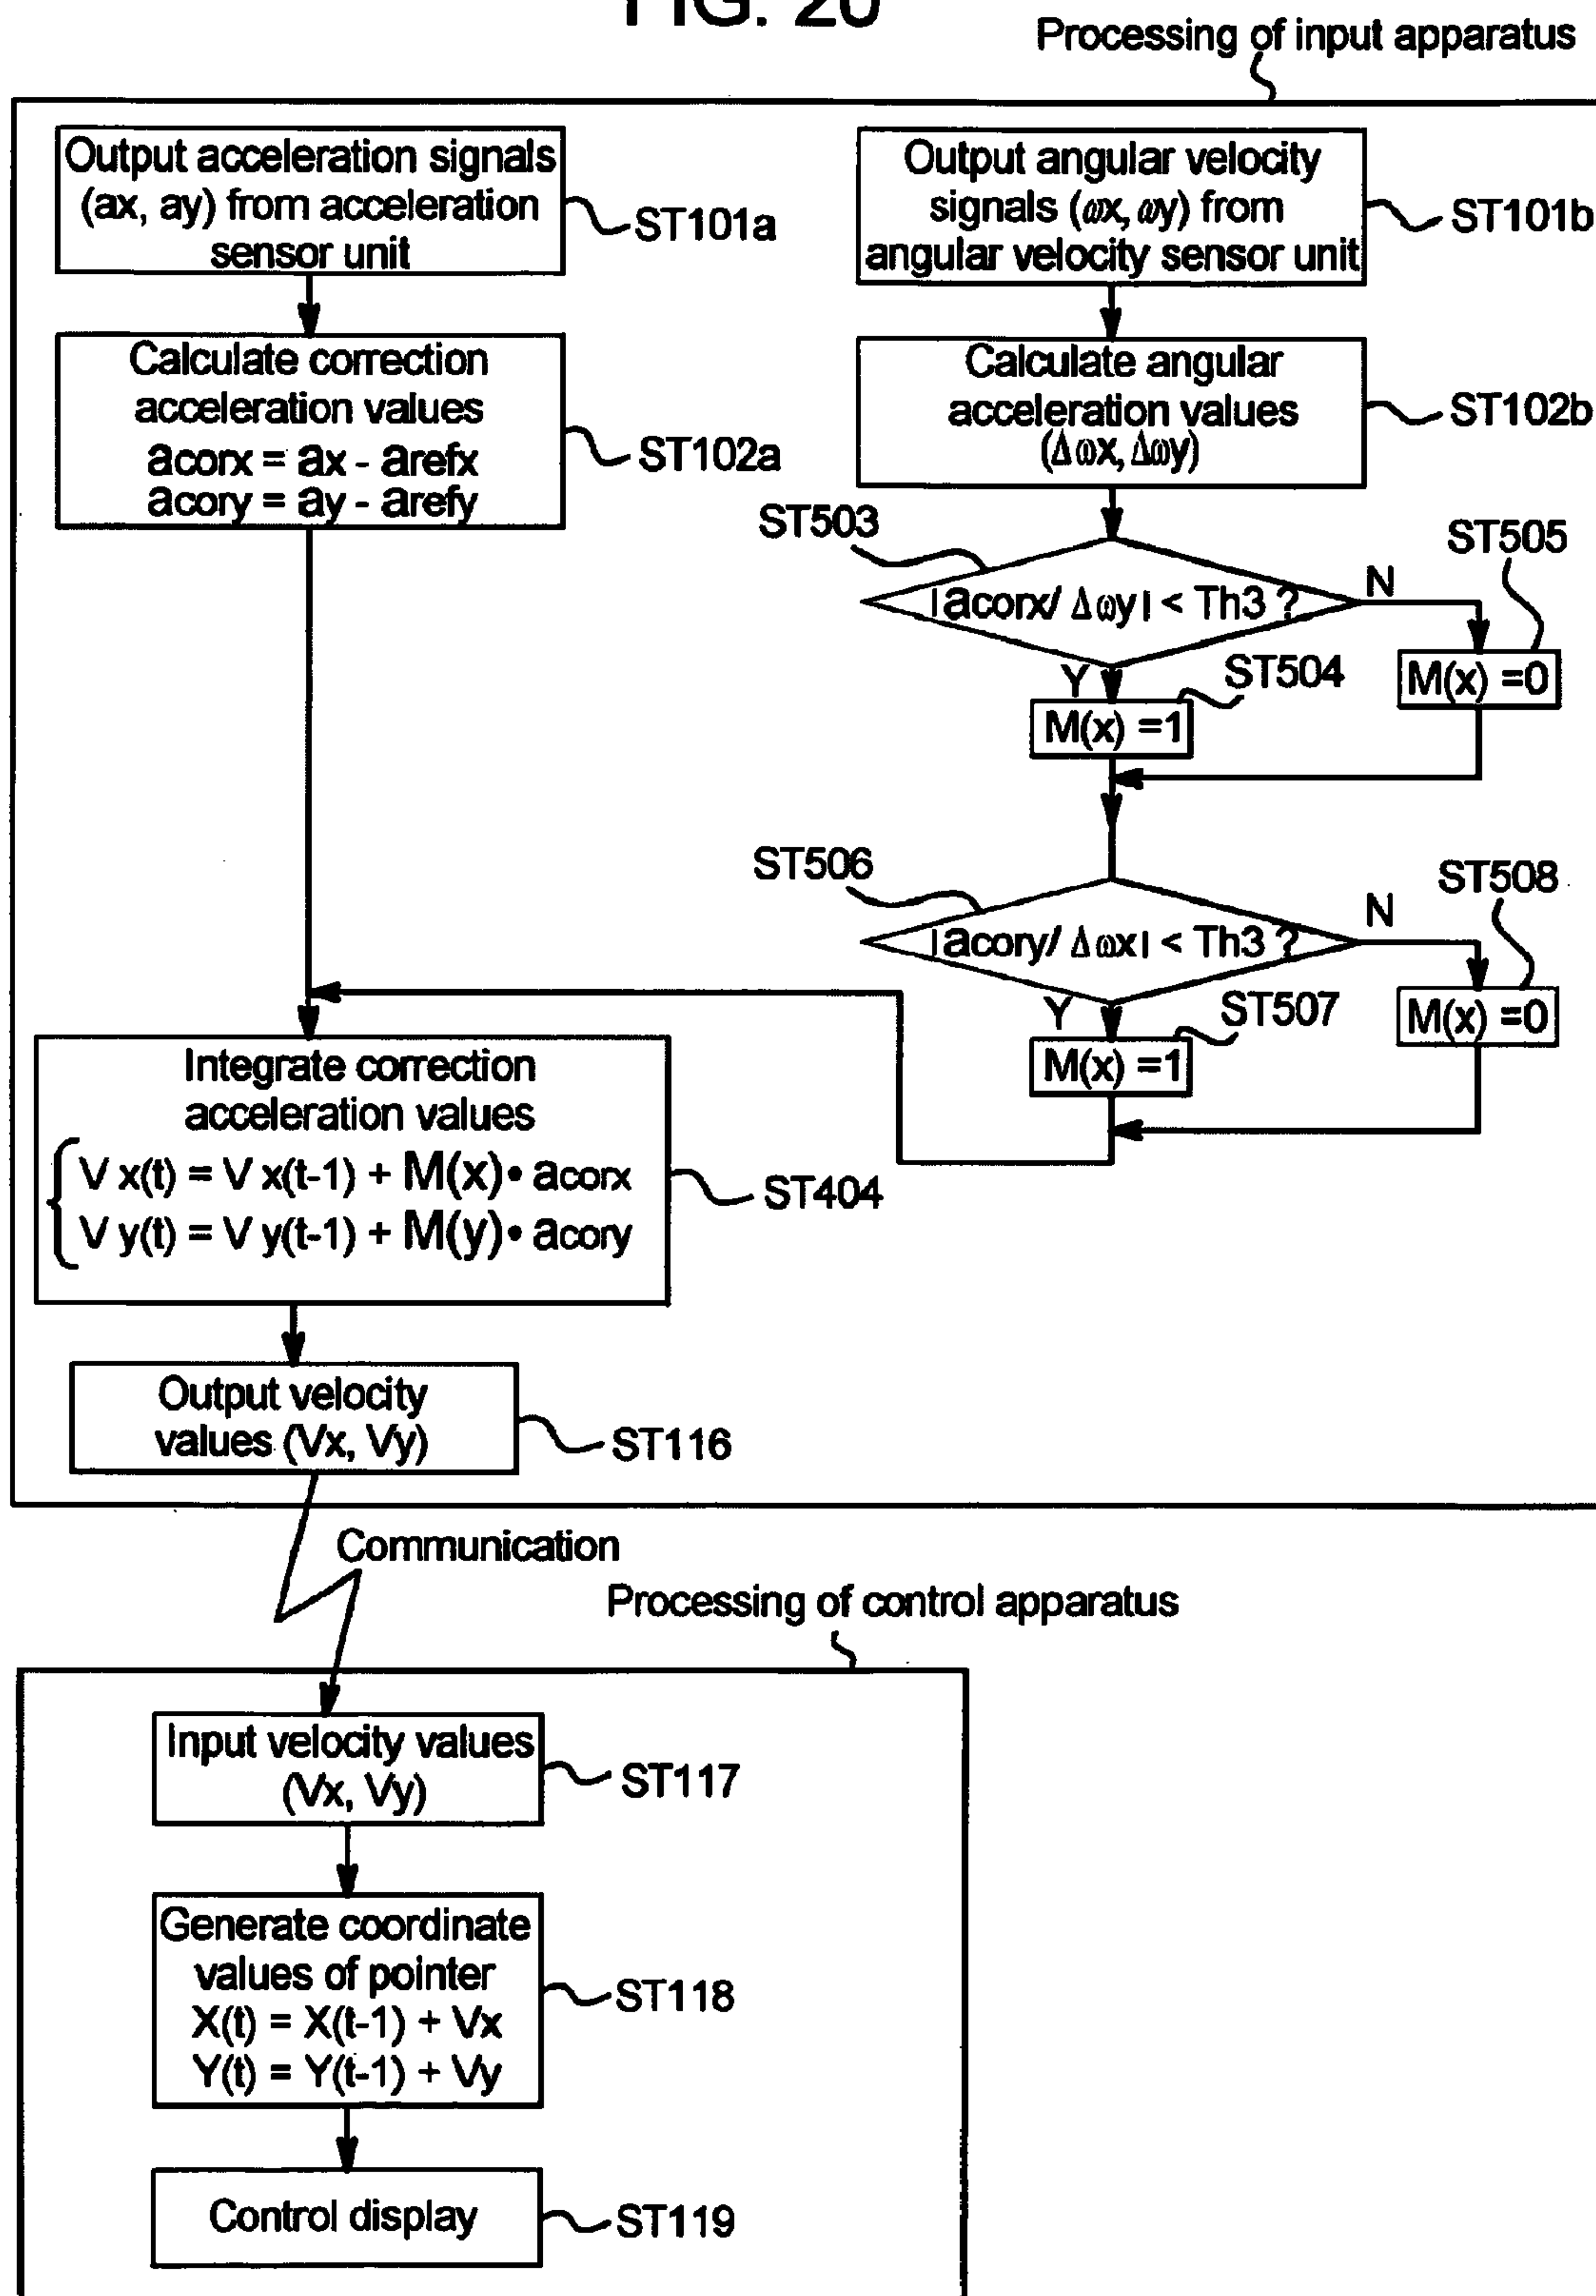 FIG. 20
Processing of input apparatus
Output acceleration signals
(ax, ay) from acceleration
sensor unit
ST101a
Output angular velocity
signals (ωx, ωy) from
angular velocity sensor unit
ST101b
Calculate correction
acceleration values
acorx = ax - arefx
acory = ay - arefy
ST102a
Calculate angular
acceleration values
(Δωx, Δωy)
ST102b
ST503
|acorx/ Δωy| < Th3 ?
N
ST505
M(x) =0
Y
ST504
M(x) =1
ST506
|acory/ Δωx| < Th3 ?
N
ST508
M(x) =0
Y
ST507
M(x) =1
Integrate correction
acceleration values
V x(t) = V x(t-1) + M(x)• acorx
V y(t) = V y(t-1) + M(y)• acory
ST404
Output velocity
values (Vx, Vy)
ST116
Communication
Processing of control apparatus
Input velocity values
(Vx, Vy)
ST117
Generate coordinate
values of pointer
X(t) = X(t-1) + Vx
Y(t) = Y(t-1) + Vy
ST118
Control display
ST119